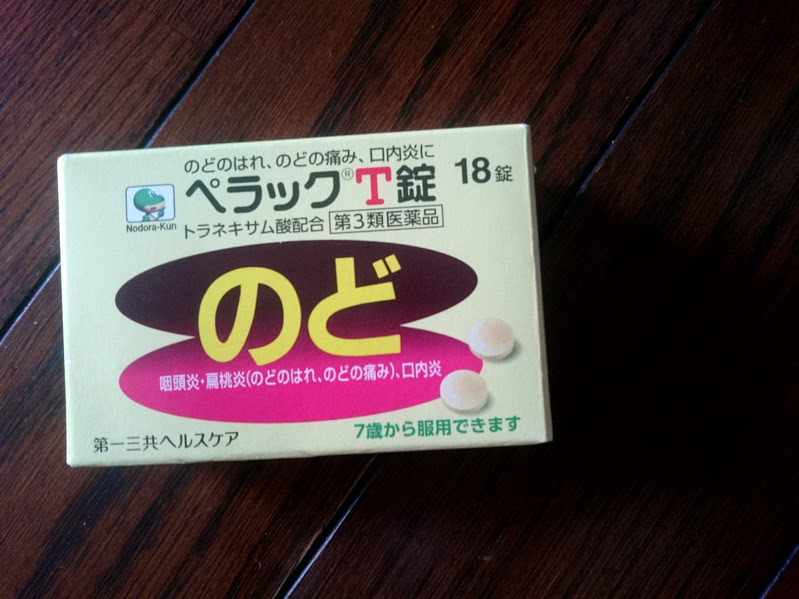 のどのはれ、のどの痛み、口内炎に
ペラック®T錠 18錠
Nodora-Kun
トラネキサム酸配合 第3類医薬品
のど
咽頭炎・扁桃炎(のどのはれ、のどの痛み)、口内炎
7歳から服用できます
第一三共ヘルスケア